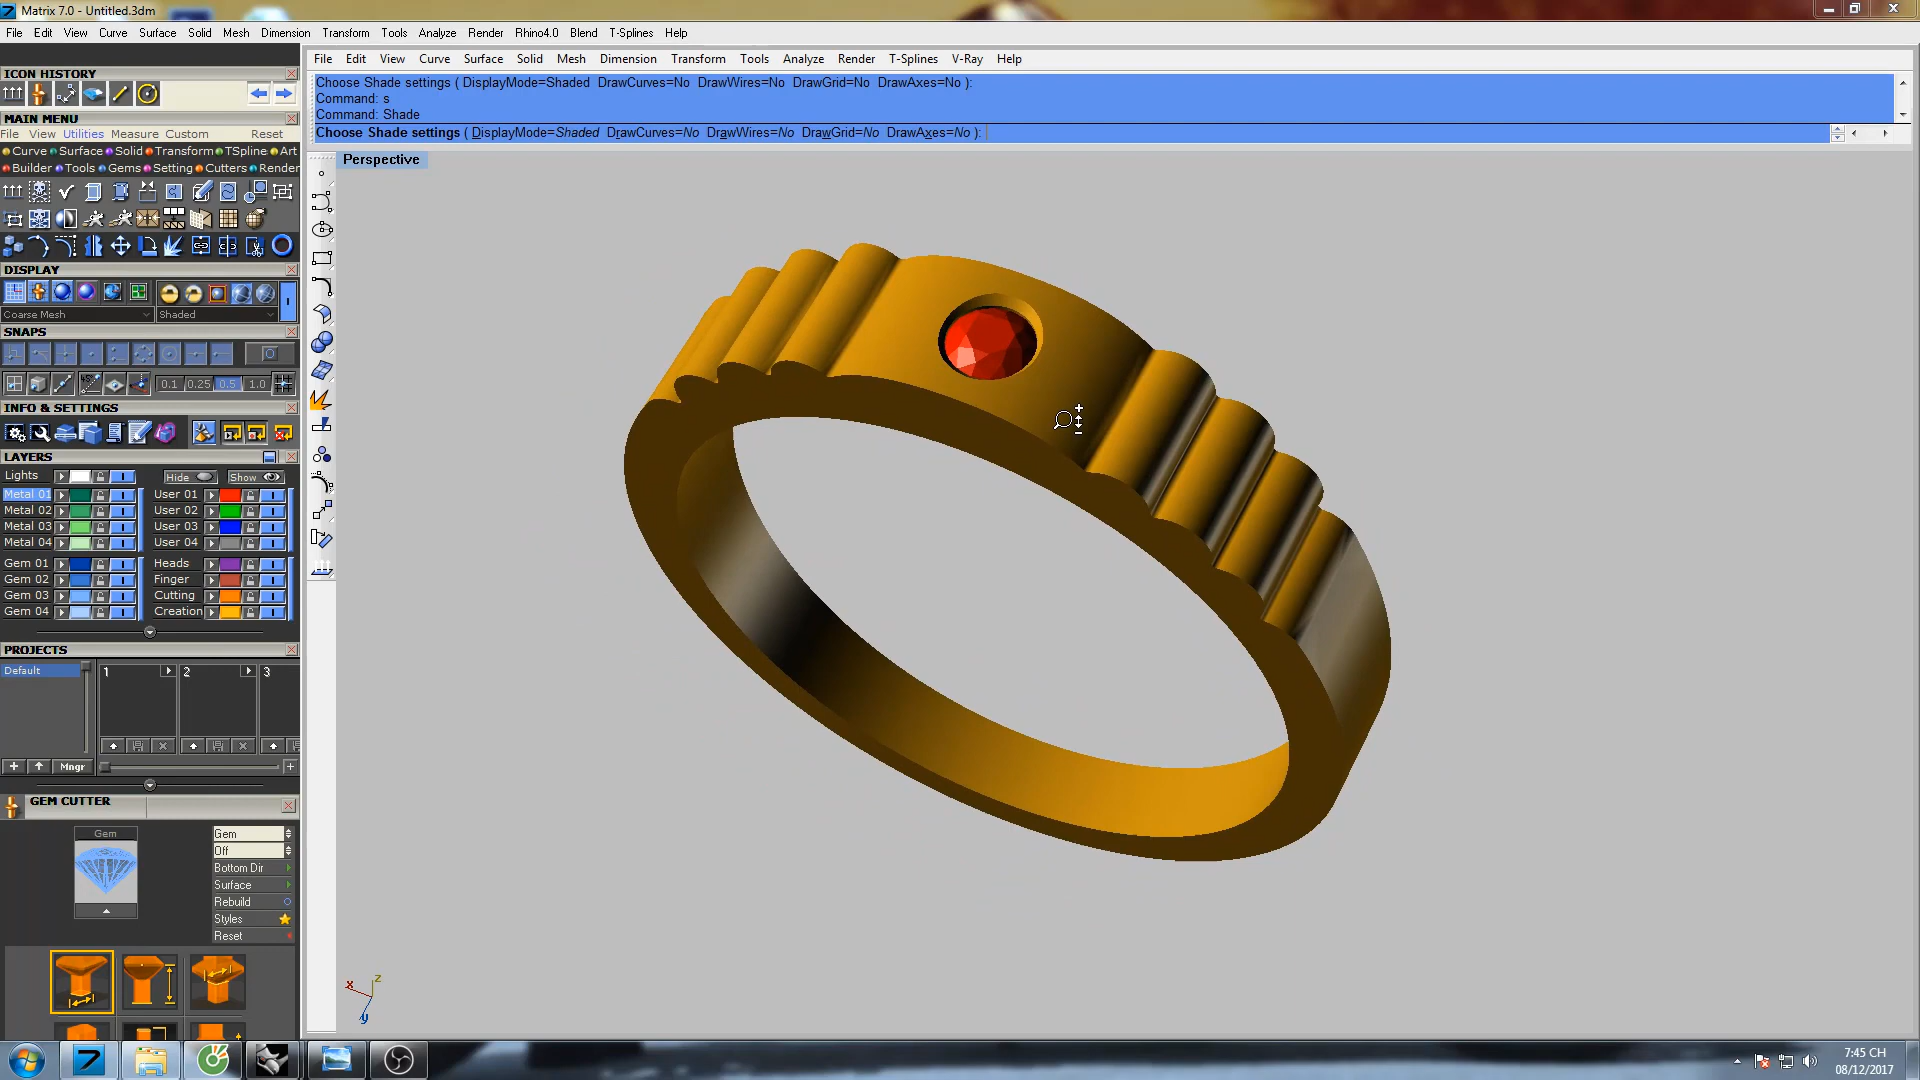 Matrix 7.0 - Untitled.3dm
File Edit View Curve Surface Solid Mesh Dimension Transform Tools Analyze Render Rhino4.0 Blend T-Splines Help
ICON HISTORY
MAIN MENU
File View Utilities Measure Custom Reset
Curve Surface Solid Transform TSpline Art
Builder Tools Gems Setting Cutters Render
DISPLAY
Coarse Mesh Shaded
SNAPS
0.1 0.25 0.5 1.0
INFO & SETTINGS
LAYERS
Lights Hide Show
Metal 01 User 01
Metal 02 User 02
Metal 03 User 03
Metal 04 User 04
Gem 01 Heads
Gem 02 Finger
Gem 03 Cutting
Gem 04 Creation
PROJECTS
Default 1 2 3
Mngr
GEM CUTTER
Gem
Gem
Off
Bottom Dir
Surface
Rebuild
Styles
Reset
File Edit View Curve Surface Solid Mesh Dimension Transform Tools Analyze Render T-Splines V-Ray Help
Choose Shade settings ( DisplayMode=Shaded DrawCurves=No DrawWires=No DrawGrid=No DrawAxes=No ):
Command: s
Command: Shade
Choose Shade settings ( DisplayMode=Shaded DrawCurves=No DrawWires=No DrawGrid=No DrawAxes=No ):
Perspective
x z
y
7:45 CH
08/12/2017